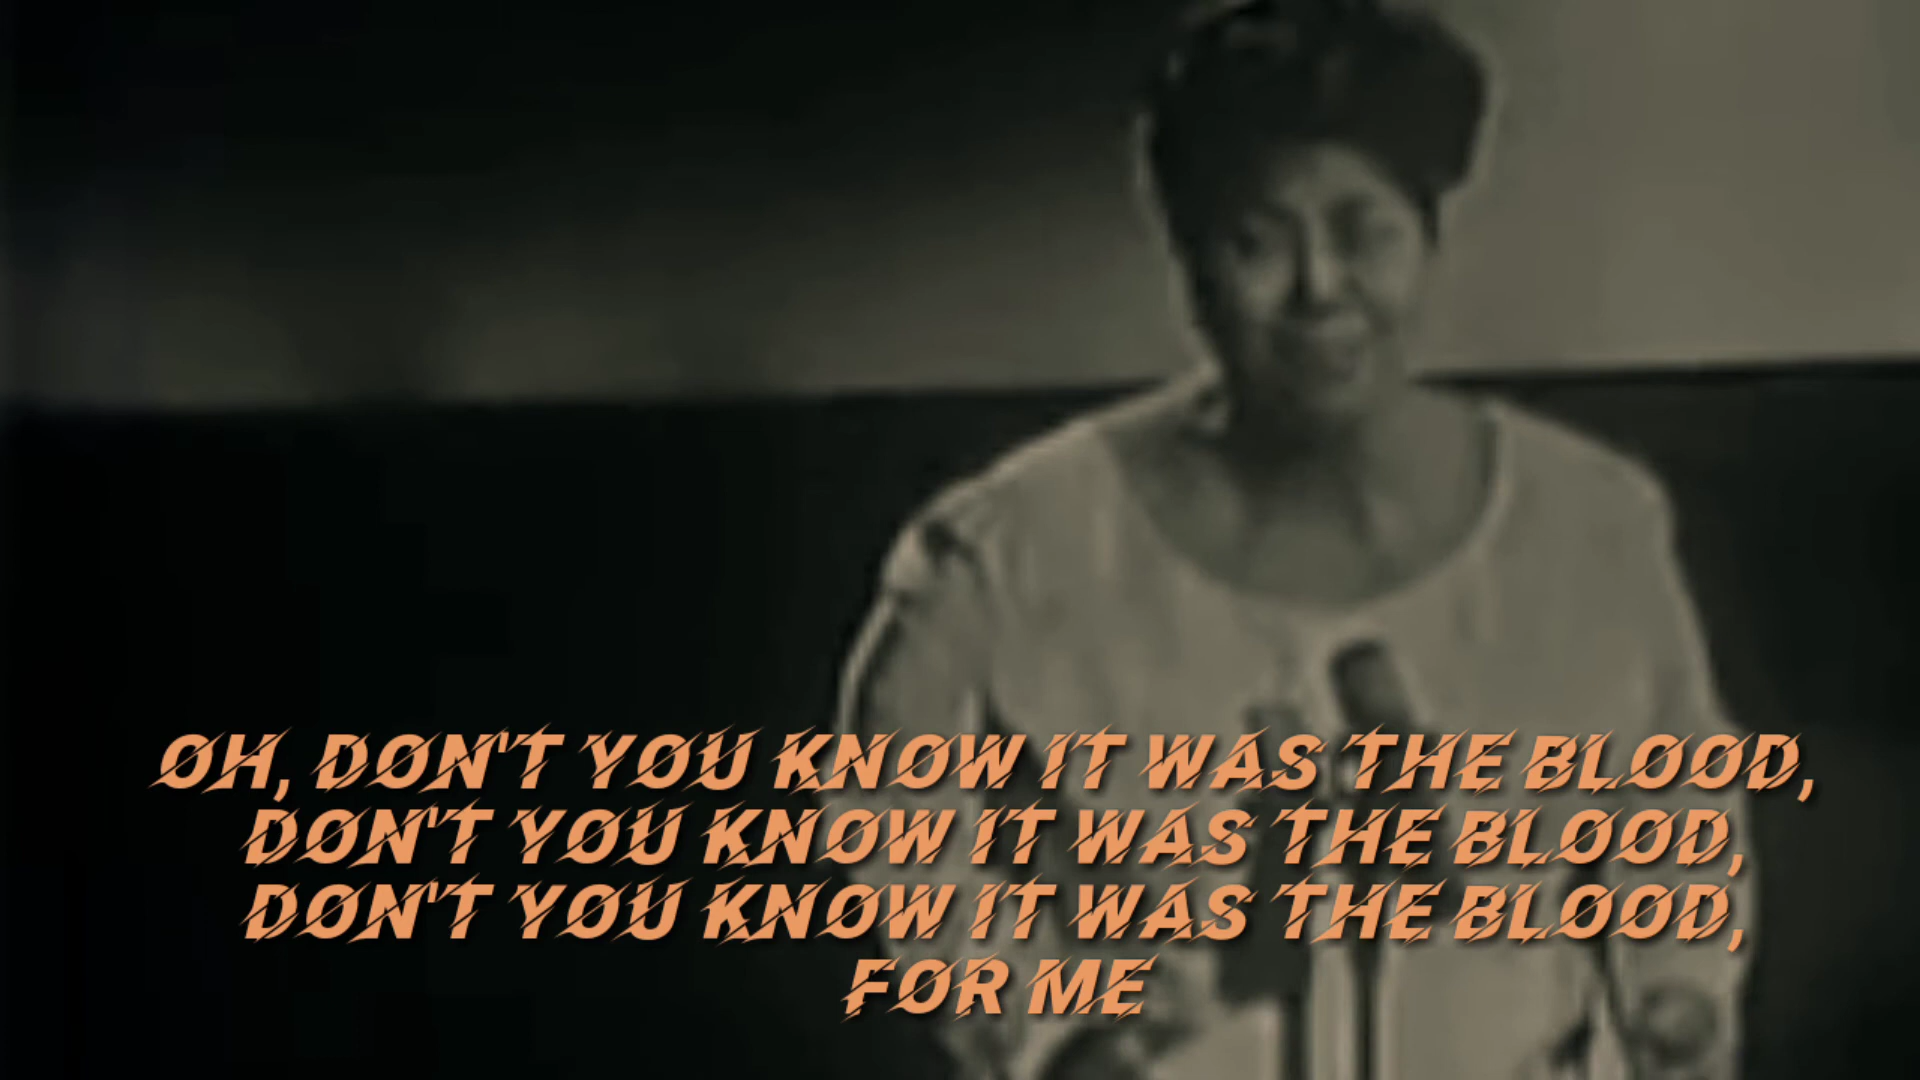 OH, DON'T YOU KNOW IT WAS THE BLOOD,
DON'T YOU KNOW IT WAS THE BLOOD,
DON'T YOU KNOW IT WAS THE BLOOD,
FOR ME